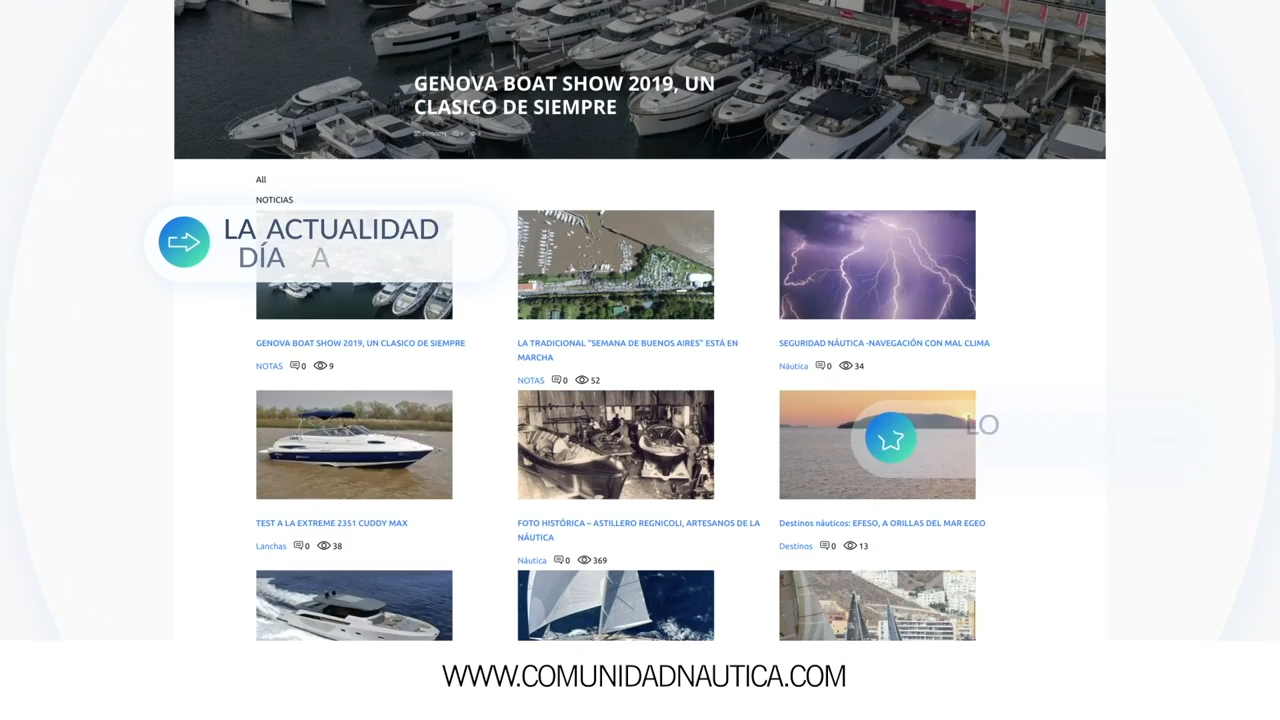 GENOVA BOAT SHOW 2019, UN
CLASICO DE SIEMPRE
All
NOTICIAS
LA ACTUALIDAD
DÍA A
GENOVA BOAT SHOW 2019, UN CLASICO DE SIEMPRE
NOTAS 0 9
LA TRADICIONAL "SEMANA DE BUENOS AIRES" ESTÁ EN
MARCHA
NOTAS 0 52
SEGURIDAD NÁUTICA -NAVEGACIÓN CON MAL CLIMA
Náutica 0 34
LO
TEST A LA EXTREME 2351 CUDDY MAX
Lanchas 0 38
FOTO HISTÓRICA – ASTILLERO REGNICOLI, ARTESANOS DE LA
NÁUTICA
Náutica 0 369
Destinos náuticos: EFESO, A ORILLAS DEL MAR EGEO
Destinos 0 13
WWW.COMUNIDADNAUTICA.COM